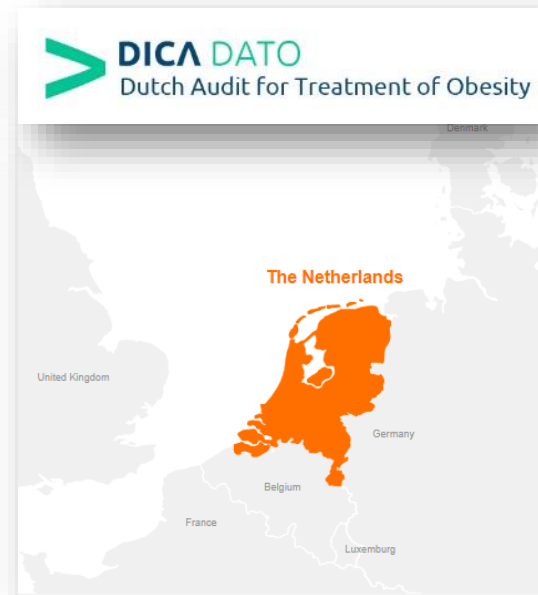 DICA DATO
Dutch Audit for Treatment of Obesity
Denmark
The Netherlands
United Kingdom
Germany
Belgium
France
Luxemburg